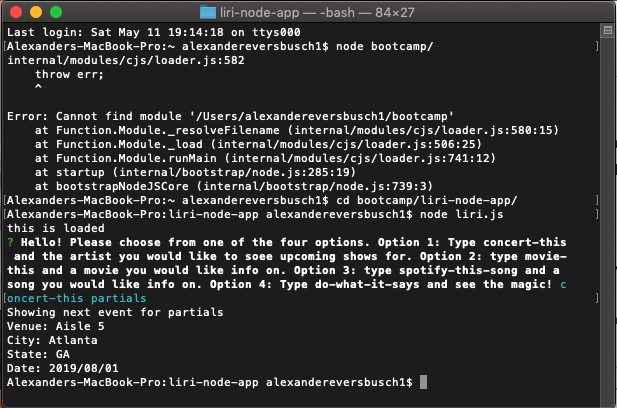 liri-node-app — -bash — 84×27
Last login: Sat May 11 19:14:18 on ttys000
[Alexanders-MacBook-Pro:~ alexandereversbusch1$ node bootcamp/ ]
internal/modules/cjs/loader.js:582
    throw err;
    ^
Error: Cannot find module '/Users/alexandereversbusch1/bootcamp'
    at Function.Module._resolveFilename (internal/modules/cjs/loader.js:580:15)
    at Function.Module._load (internal/modules/cjs/loader.js:506:25)
    at Function.Module.runMain (internal/modules/cjs/loader.js:741:12)
    at startup (internal/bootstrap/node.js:285:19)
    at bootstrapNodeJSCore (internal/bootstrap/node.js:739:3)
[Alexanders-MacBook-Pro:~ alexandereversbusch1$ cd bootcamp/liri-node-app/ ]
[Alexanders-MacBook-Pro:liri-node-app alexandereversbusch1$ node liri.js ]
this is loaded
? Hello! Please choose from one of the four options. Option 1: Type concert-this
 and the artist you would like to soee upcoming shows for. Option 2: type movie-
this and a movie you would like info on. Option 3: type spotify-this-song and a
song you would like info on. Option 4: Type do-what-it-says and see the magic! c
[oncert-this partials ]
Showing next event for partials
Venue: Aisle 5
City: Atlanta
State: GA
Date: 2019/08/01
Alexanders-MacBook-Pro:liri-node-app alexandereversbusch1$